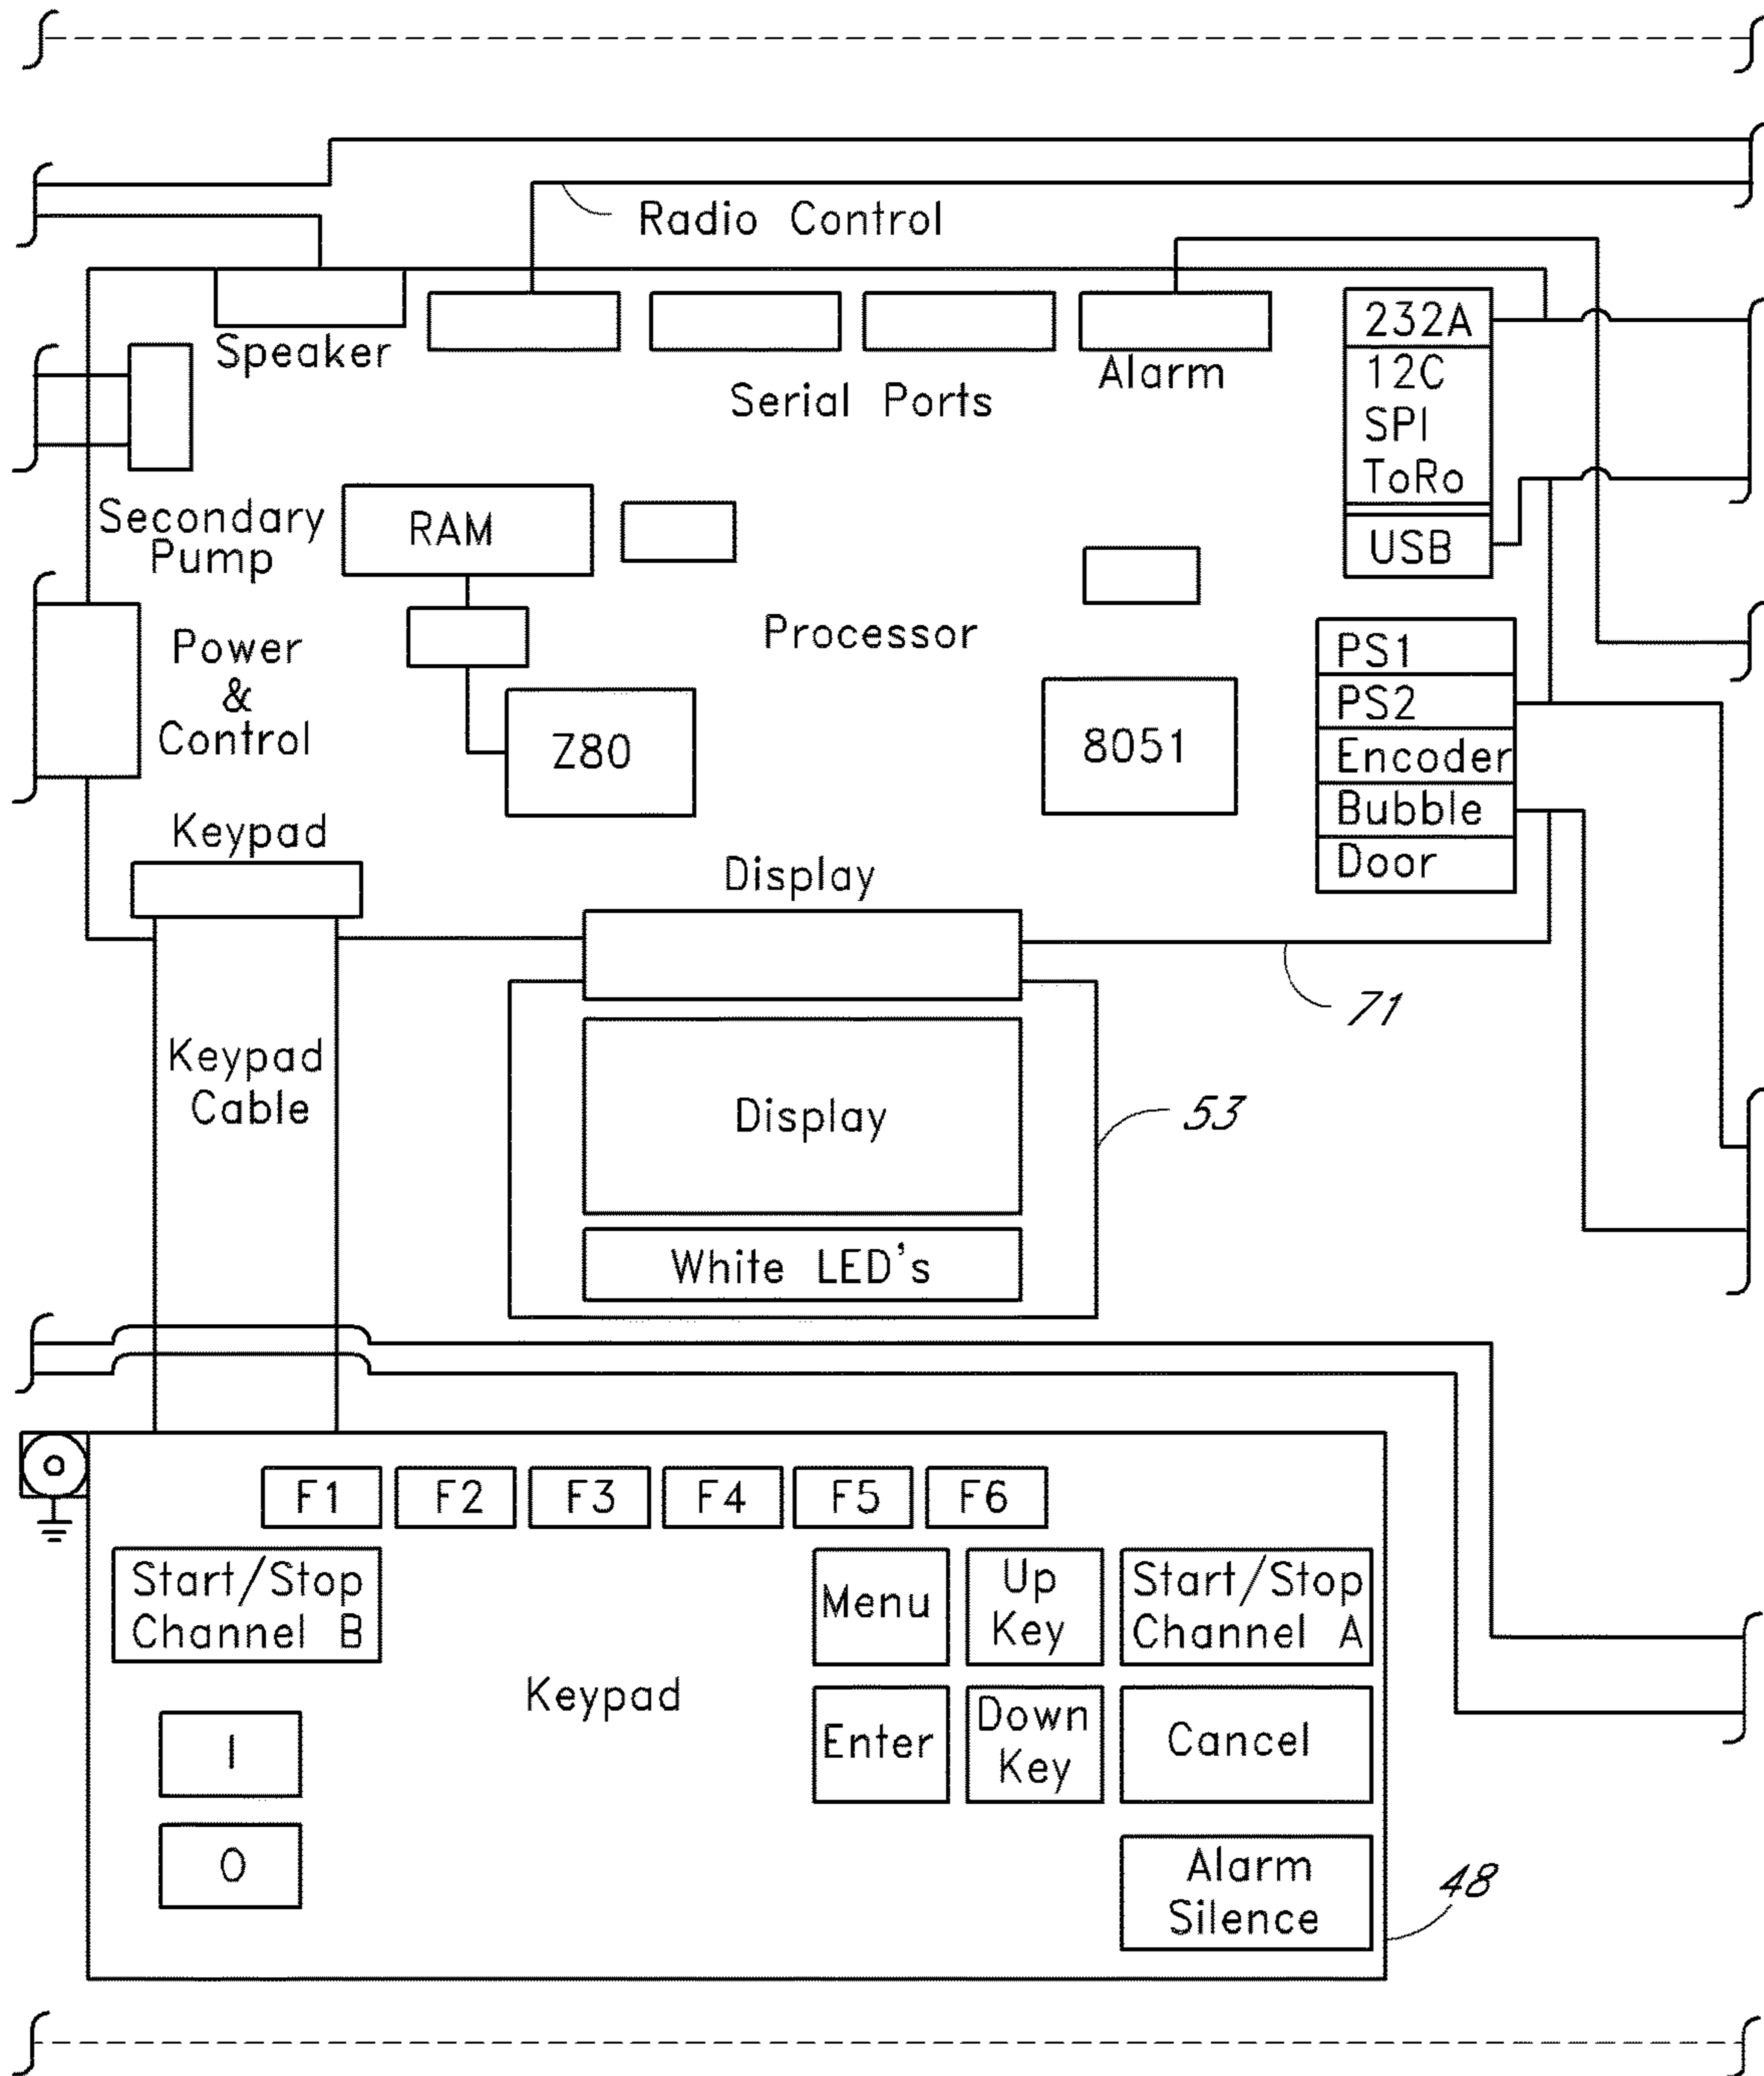 Radio Control
Speaker
Serial Ports
Alarm
232A
12C
SPI
ToRo
USB
Secondary
Pump
RAM
Processor
Power
&
Control
Z80
8051
PS1
PS2
Encoder
Bubble
Door
Keypad
Display
71
Keypad
Cable
Display
53
White LED's
F1 F2 F3 F4 F5 F6
Start/Stop
Channel B
Menu
Up
Key
Start/Stop
Channel A
Keypad
Enter
Down
Key
Cancel
I
O
Alarm
Silence
48